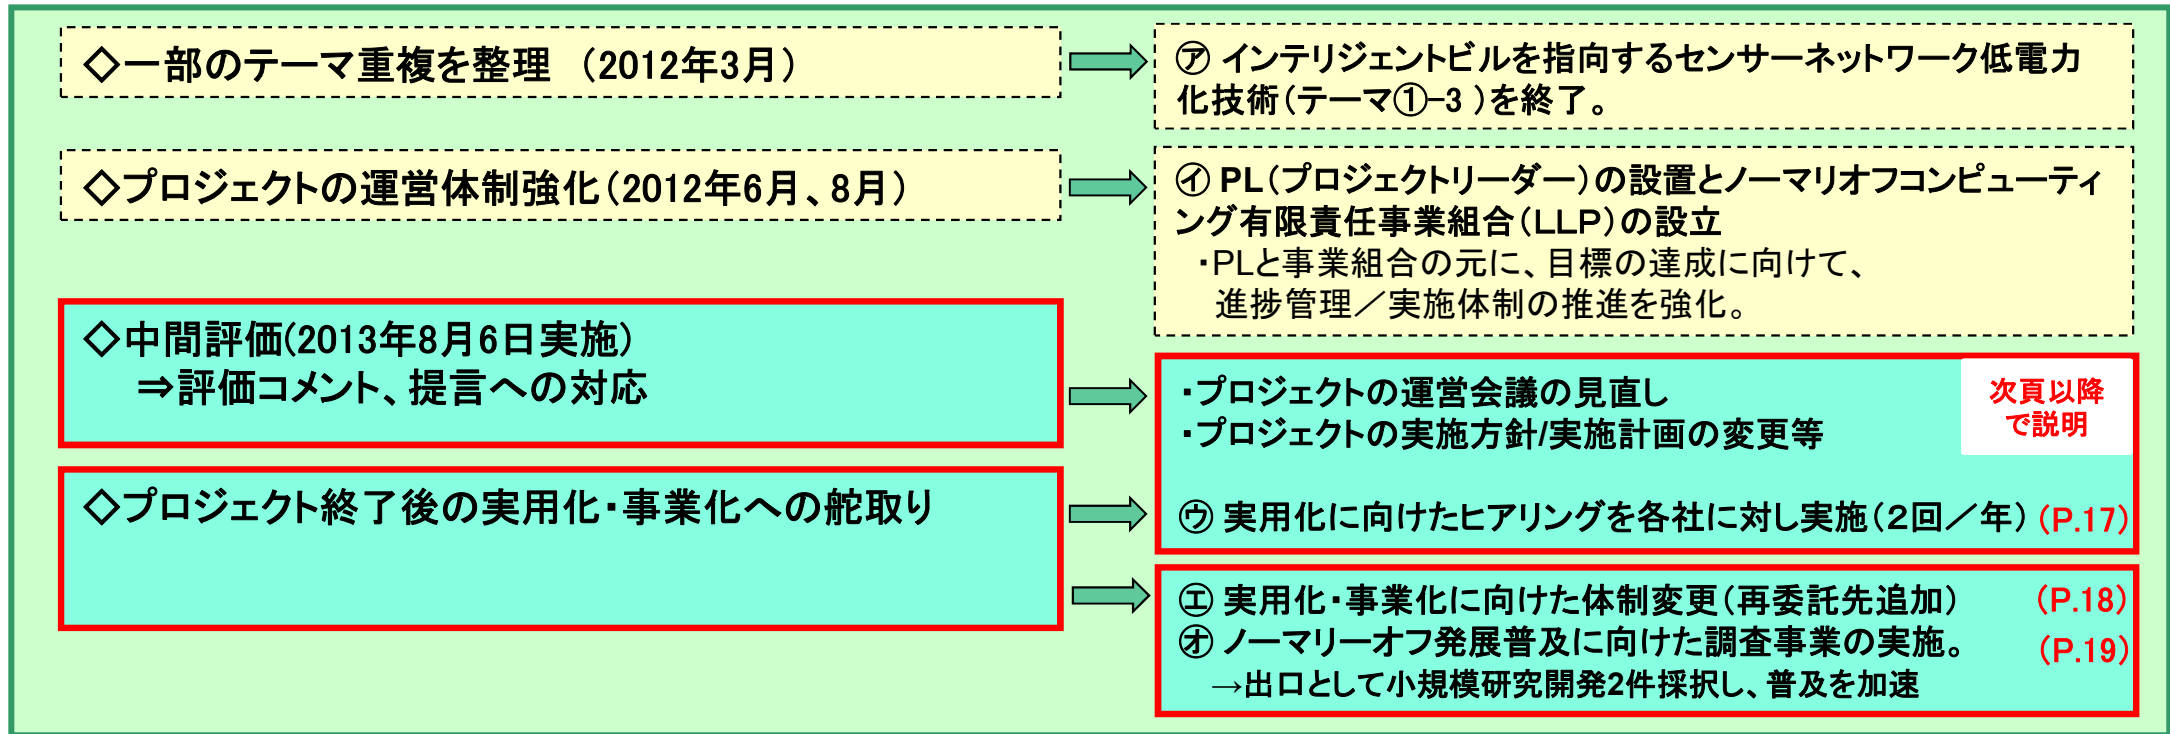 ◇一部のテーマ重複を整理　（2012年3月）
㋐ インテリジェントビルを指向するセンサーネットワーク低電力
化技術（テーマ①-3 ）を終了。
◇プロジェクトの運営体制強化（2012年6月、8月）
㋑ PL（プロジェクトリーダー）の設置とノーマリオフコンピューティ
ング有限責任事業組合（LLP）の設立
・PLと事業組合の元に、目標の達成に向けて、
進捗管理／実施体制の推進を強化。
◇中間評価(2013年8月6日実施)
⇒評価コメント、提言への対応
・プロジェクトの運営会議の見直し
・プロジェクトの実施方針/実施計画の変更等
次頁以降
で説明
◇プロジェクト終了後の実用化・事業化への舵取り
㋒ 実用化に向けたヒアリングを各社に対し実施（２回／年） (P.17)
㋓ 実用化・事業化に向けた体制変更（再委託先追加） (P.18)
㋔ ノーマリーオフ発展普及に向けた調査事業の実施。 (P.19)
→出口として小規模研究開発2件採択し、普及を加速